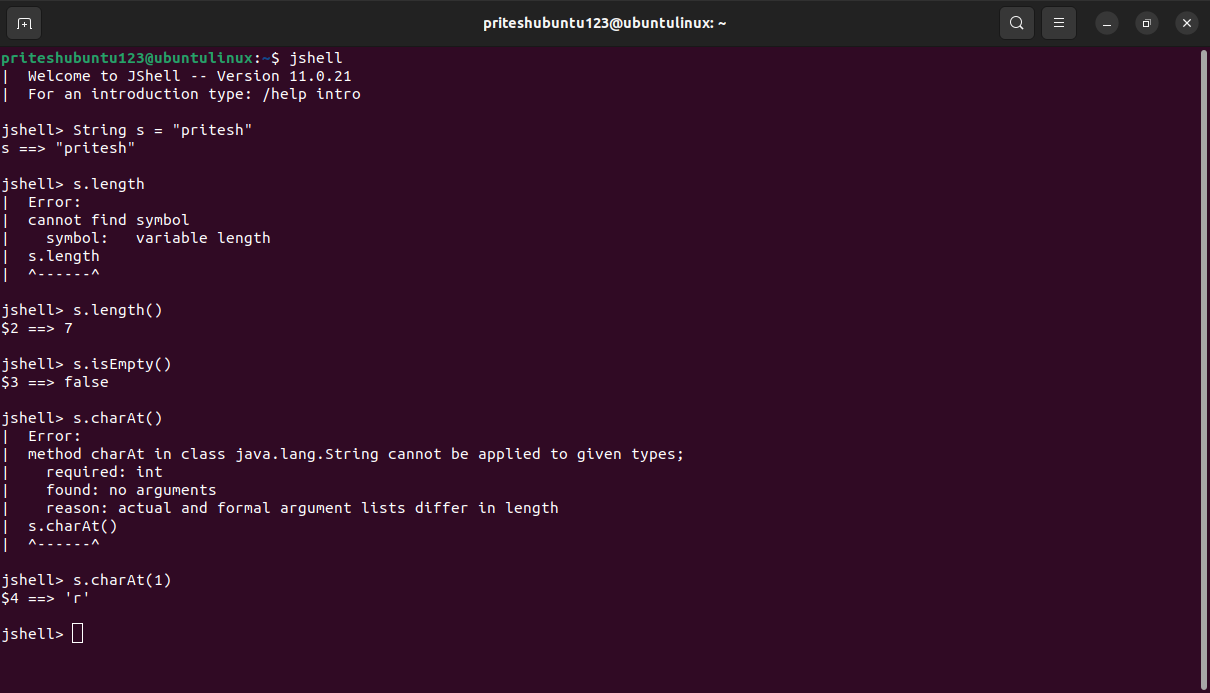 priteshubuntu123@ubuntulinux: ~
priteshubuntu123@ubuntulinux:~$ jshell
|  Welcome to JShell -- Version 11.0.21
|  For an introduction type: /help intro
jshell> String s = "pritesh"
s ==> "pritesh"
jshell> s.length
|  Error:
|  cannot find symbol
|    symbol:   variable length
|  s.length
|  ^------^
jshell> s.length()
$2 ==> 7
jshell> s.isEmpty()
$3 ==> false
jshell> s.charAt()
|  Error:
|  method charAt in class java.lang.String cannot be applied to given types;
|    required: int
|    found: no arguments
|    reason: actual and formal argument lists differ in length
|  s.charAt()
|  ^------^
jshell> s.charAt(1)
$4 ==> 'r'
jshell>